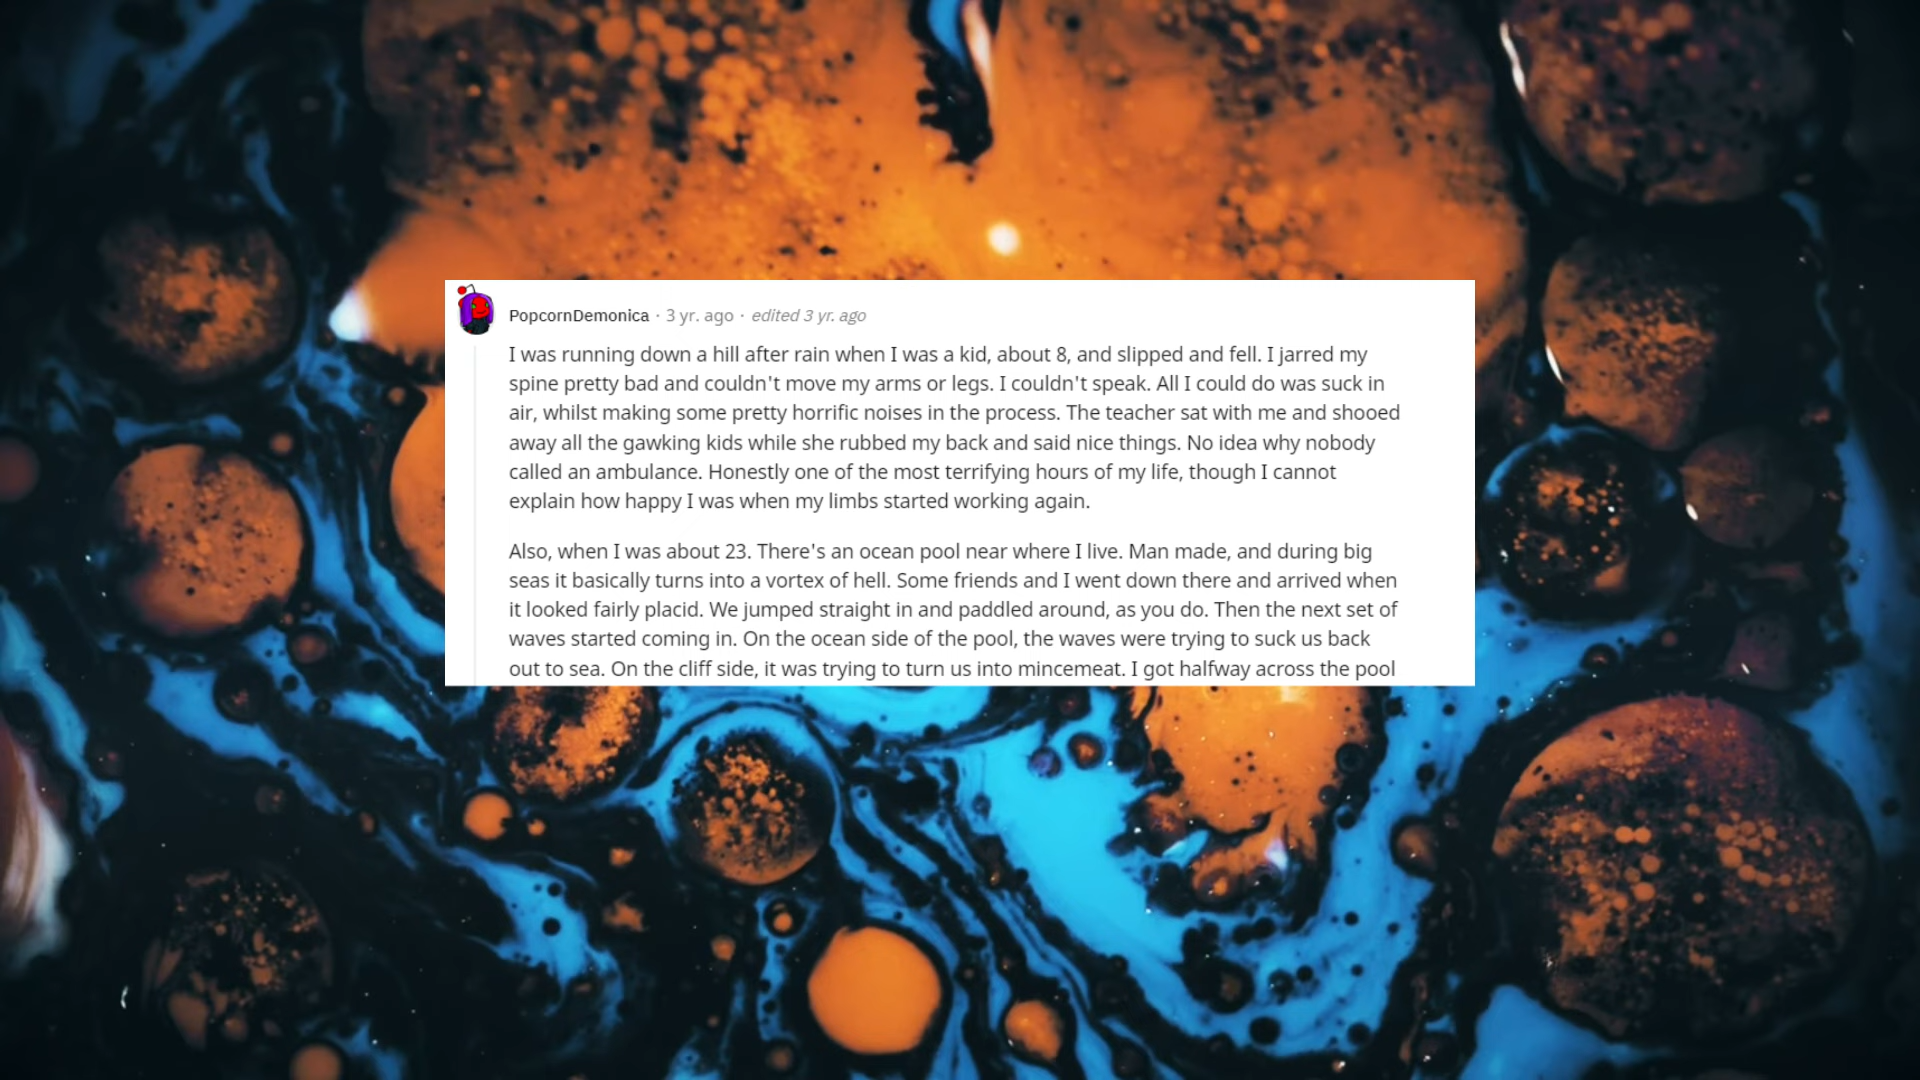 PopcornDemonica · 3 yr. ago · edited 3 yr. ago
I was running down a hill after rain when I was a kid, about 8, and slipped and fell. I jarred my
spine pretty bad and couldn't move my arms or legs. I couldn't speak. All I could do was suck in
air, whilst making some pretty horrific noises in the process. The teacher sat with me and shooed
away all the gawking kids while she rubbed my back and said nice things. No idea why nobody
called an ambulance. Honestly one of the most terrifying hours of my life, though I cannot
explain how happy I was when my limbs started working again.
Also, when I was about 23. There's an ocean pool near where I live. Man made, and during big
seas it basically turns into a vortex of hell. Some friends and I went down there and arrived when
it looked fairly placid. We jumped straight in and paddled around, as you do. Then the next set of
waves started coming in. On the ocean side of the pool, the waves were trying to suck us back
out to sea. On the cliff side, it was trying to turn us into mincemeat. I got halfway across the pool